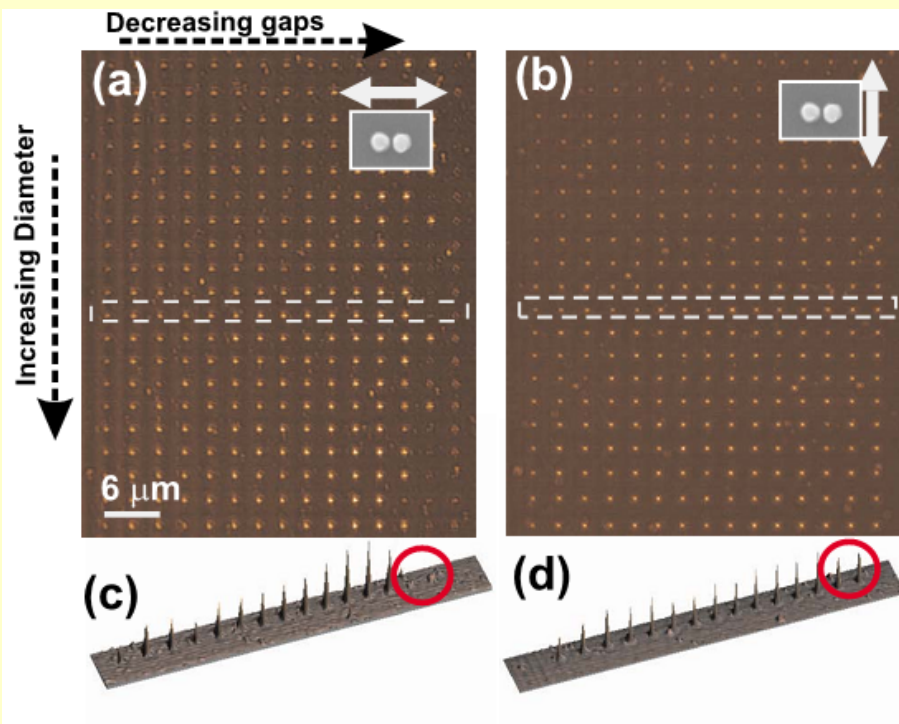 Decreasing gaps
(a)
(b)
Increasing Diameter
6 μm
(c)
(d)